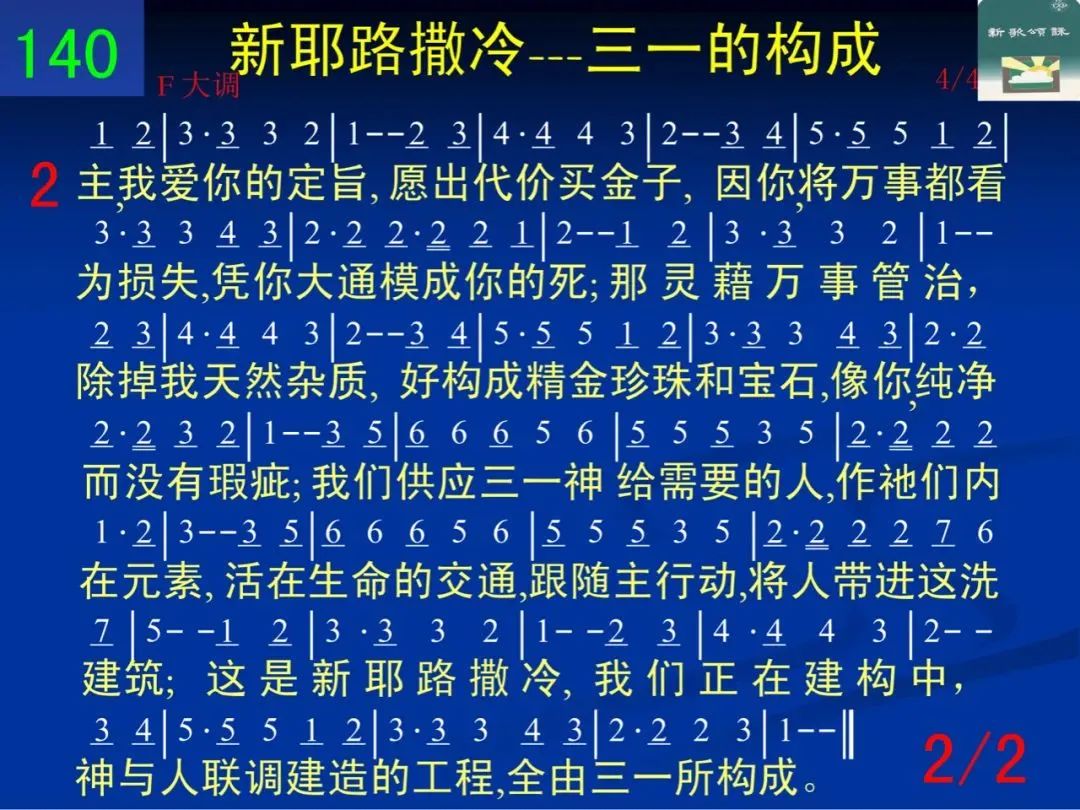 140
新耶路撒冷---三一的构成
新歌颂咏
F大调
4/4
1 2|3·3 3 2|1--2 3|4·4 4 3|2--3 4|5·5 5 1 2|
2
主,我爱你的定旨,愿出代价买金子, 因你,将万事都看
3·3 3 4 3|2·2 2·2 2 1|2--1 2|3·3 3 2|1--
为损失,凭你大通模成你的死;那灵藉万事管治,
2 3|4·4 4 3|2--3 4|5·5 5 1 2|3·3 3 4 3|2·2
除掉我天然杂质, 好构成精金珍珠和宝石,像你,纯净
2·2 3 2|1--3 5|6 6 6 5 6|5 5 5 3 5|2·2 2 2
而没有瑕疵;我们供应三一神 给需要的人,作祂们内
1·2|3--3 5|6 6 6 5 6|5 5 5 3 5|2·2 2 2 7 6
在元素,活在生命的交通,跟随主行动,将人带进这洗
7|5--1 2|3·3 3 2|1--2 3|4·4 4 3|2--
建筑; 这是新耶路撒冷,我们正在建构中,
3 4|5·5 5 1 2|3·3 3 4 3|2·2 2 3|1--‖
神与人联调建造的工程,全由三一所构成。
2/2